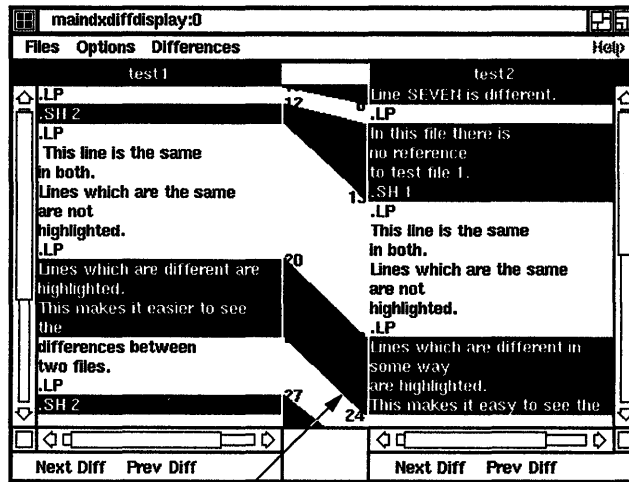 maindxdiffdisplay:0
Files Options Differences Help
test1
.LP
.SH 2
.LP
This line is the same
in both.
Lines which are the same
are not
highlighted.
.LP
Lines which are different are
highlighted.
This makes it easier to see
the
differences between
two files.
.LP
.SH 2
Next Diff Prev Diff
12
20
27
24
test2
Line SEVEN is different.
.LP
In this file there is
no reference
to test file 1.
.SH 1
.LP
This line is the same
in both.
Lines which are the same
are not
highlighted.
.LP
Lines which are different in
some way
are highlighted.
This makes it easy to see the
Next Diff Prev Diff